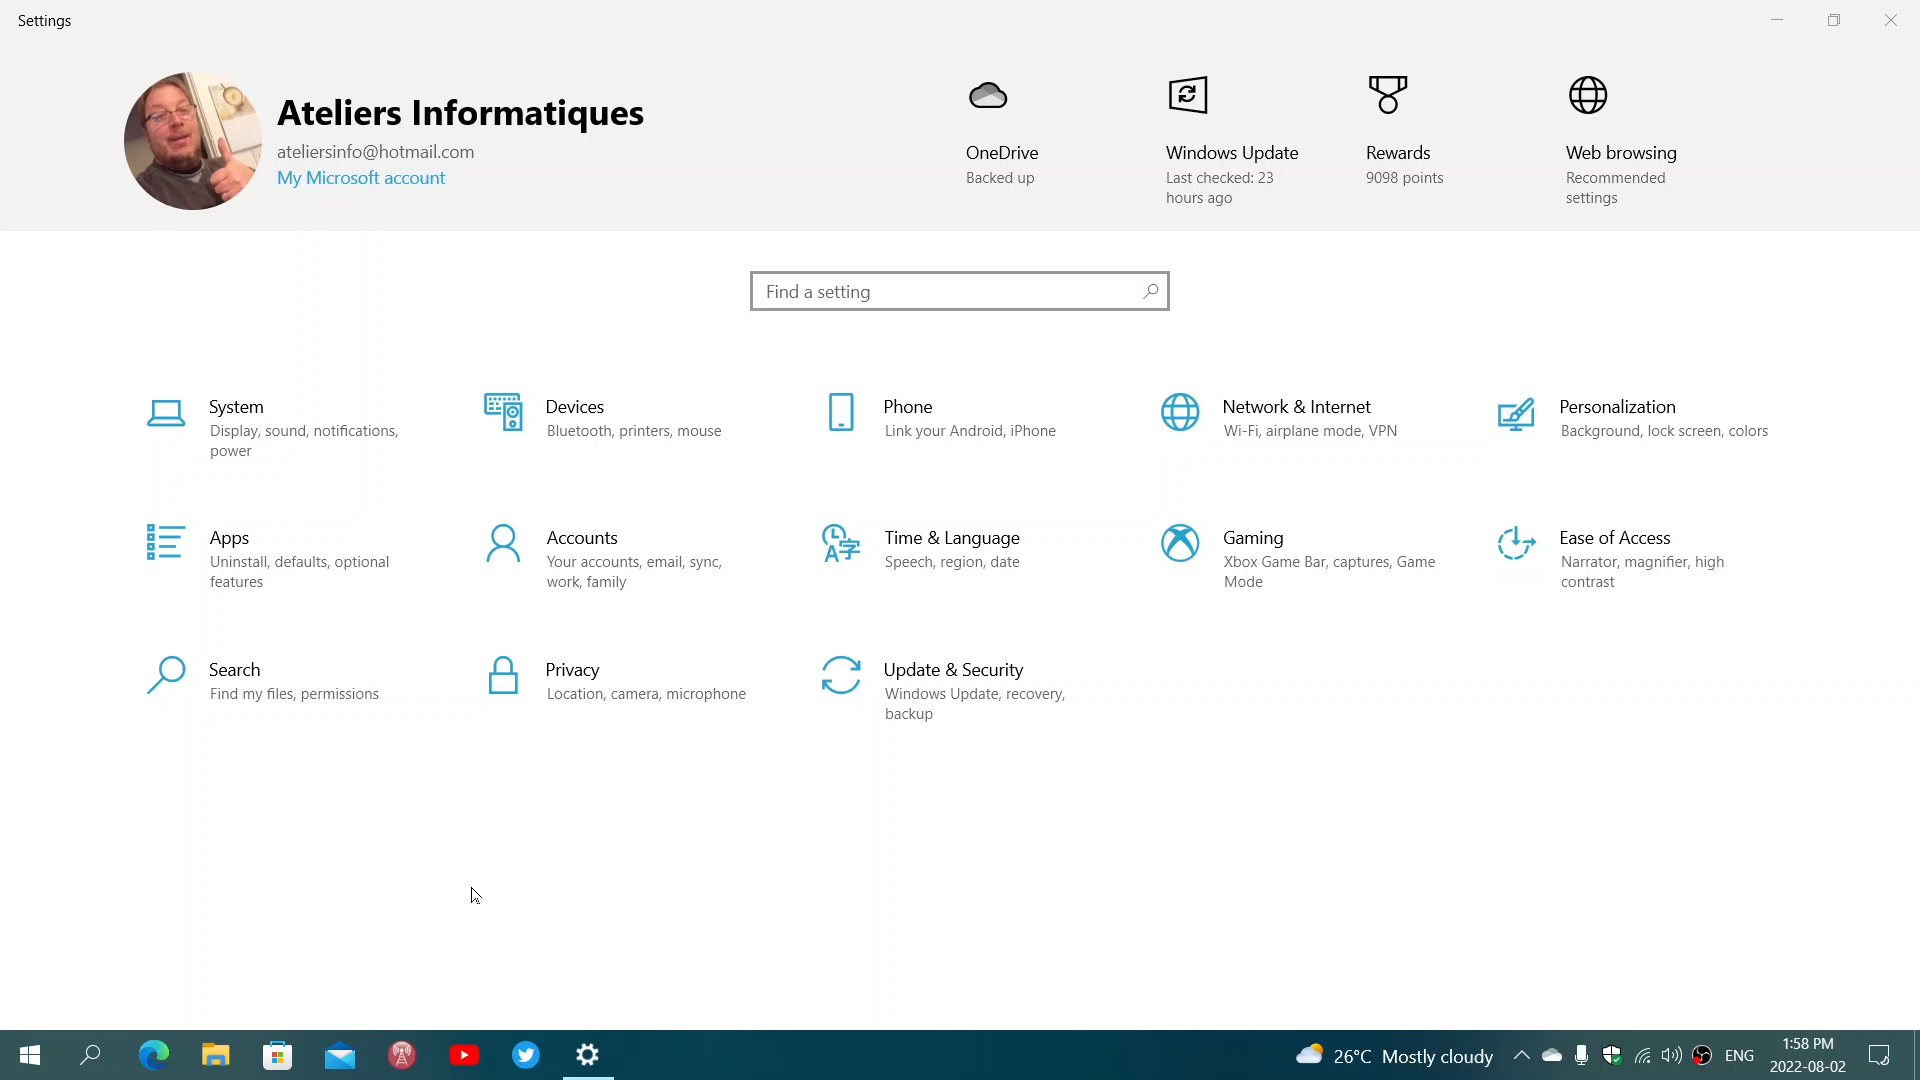 Settings
Ateliers Informatiques
ateliersinfo@hotmail.com
My Microsoft account
OneDrive
Backed up
Windows Update
Last checked: 23
hours ago
Rewards
9098 points
Web browsing
Recommended
settings
Find a setting
System
Display, sound, notifications,
power
Devices
Bluetooth, printers, mouse
Phone
Link your Android, iPhone
Network & Internet
Wi-Fi, airplane mode, VPN
Personalization
Background, lock screen, colors
Apps
Uninstall, defaults, optional
features
Accounts
Your accounts, email, sync,
work, family
Time & Language
Speech, region, date
Gaming
Xbox Game Bar, captures, Game
Mode
Ease of Access
Narrator, magnifier, high
contrast
Search
Find my files, permissions
Privacy
Location, camera, microphone
Update & Security
Windows Update, recovery,
backup
26°C Mostly cloudy
ENG
1:58 PM
2022-08-02